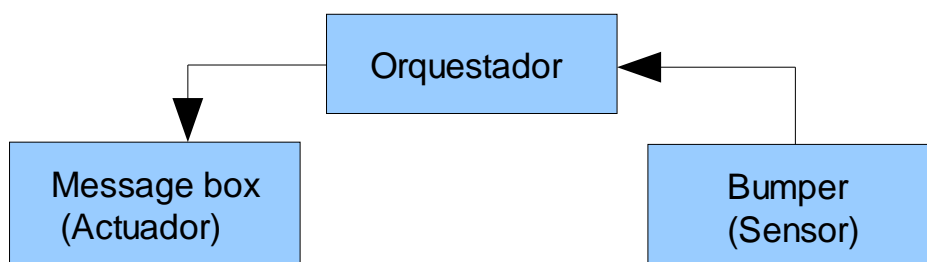 Orquestador
Message box
(Actuador)
Bumper
(Sensor)